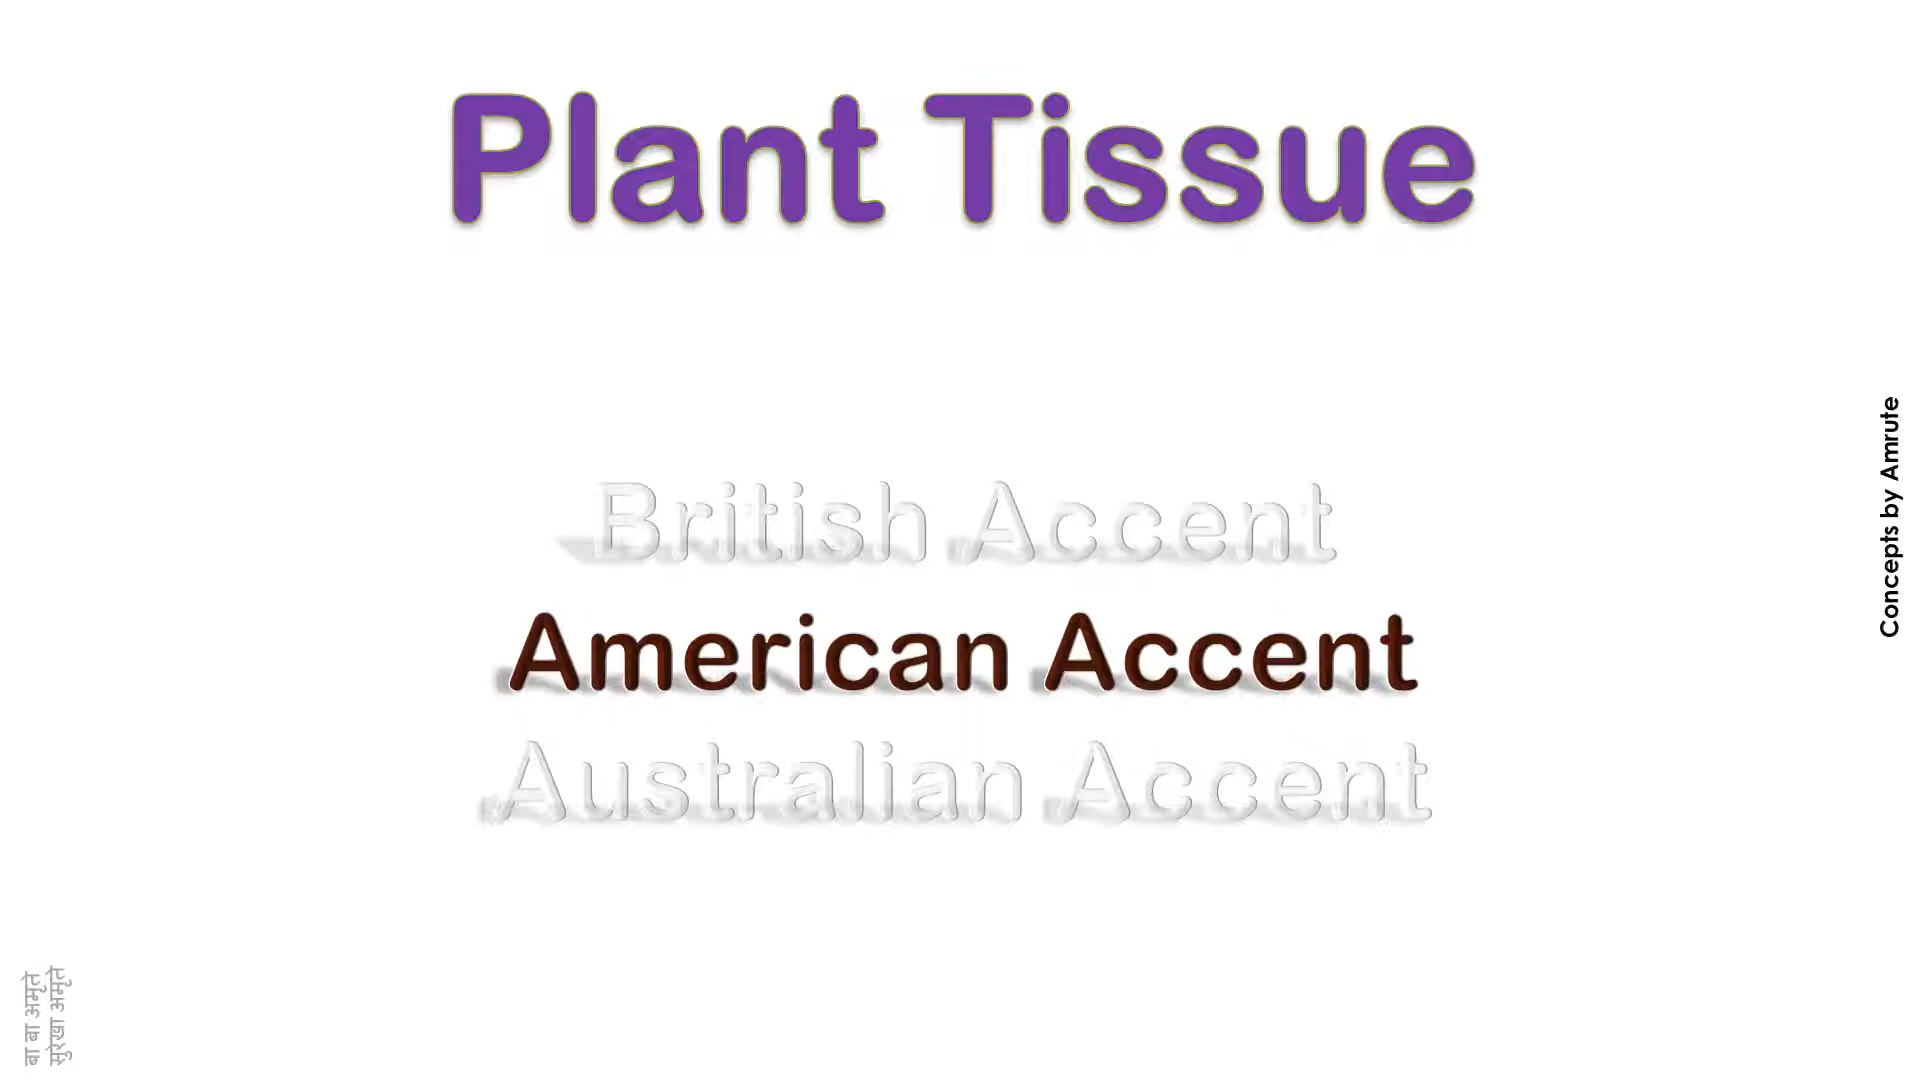 Plant Tissue
British Accent
American Accent
Australian Accent
Concepts by Amrute
बा बा अमृते
सुरेखा अमृते